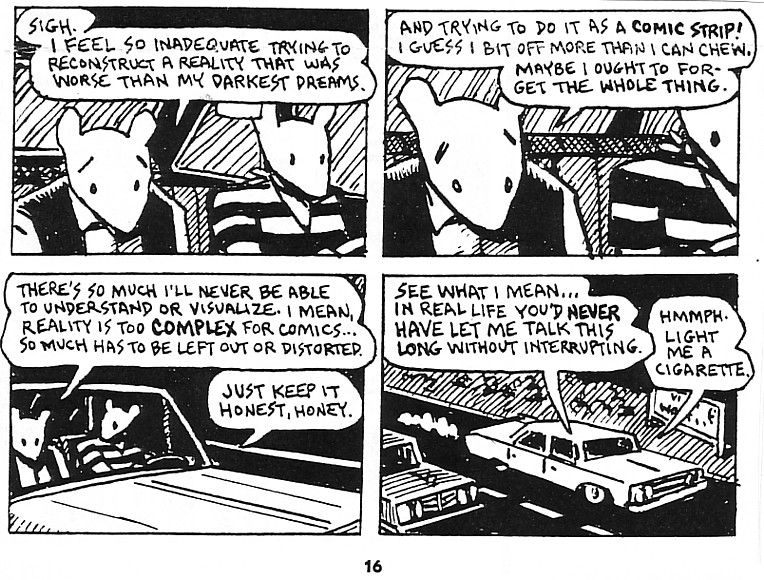 SIGH.
I FEEL SO INADEQUATE TRYING TO
RECONSTRUCT A REALITY THAT WAS
WORSE THAN MY DARKEST DREAMS.
AND TRYING TO DO IT AS A COMIC STRIP!
I GUESS I BIT OFF MORE THAN I CAN CHEW.
MAYBE I OUGHT TO FOR-
GET THE WHOLE THING.
THERE'S SO MUCH I'LL NEVER BE ABLE
TO UNDERSTAND OR VISUALIZE. I MEAN,
REALITY IS TOO COMPLEX FOR COMICS...
SO MUCH HAS TO BE LEFT OUT OR DISTORTED.
JUST KEEP IT
HONEST, HONEY.
SEE WHAT I MEAN...
IN REAL LIFE YOU'D NEVER
HAVE LET ME TALK THIS
LONG WITHOUT INTERRUPTING.
HMMPH.
LIGHT
ME A
CIGARETTE.
16